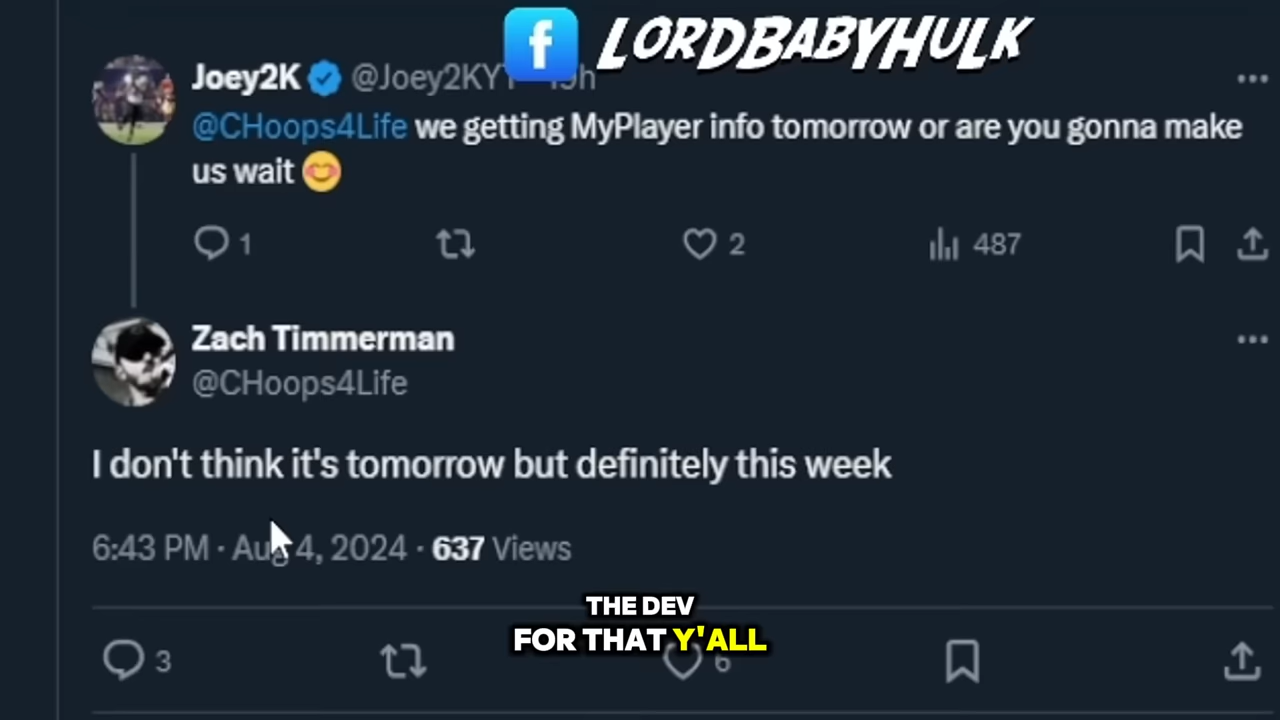 f LORDBABYHULK
Joey2K @Joey2KYT
@CHoops4Life we getting MyPlayer info tomorrow or are you gonna make
us wait
1 2 487
Zach Timmerman
@CHoops4Life
I don't think it's tomorrow but definitely this week
6:43 PM · Aug 4, 2024 · 637 Views
THE DEV
FOR THAT Y'ALL
3 6